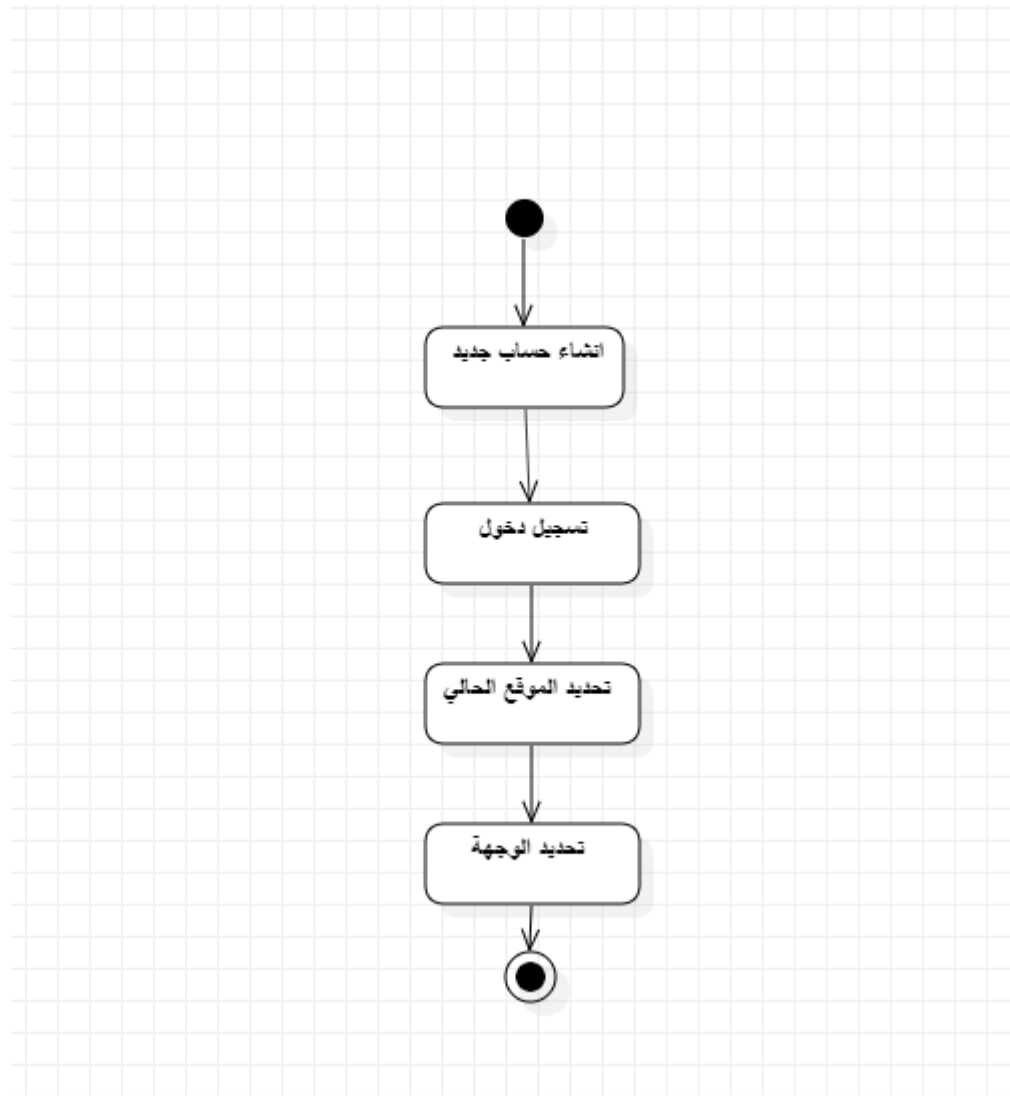 انشاء حساب جديد
تسجيل دخول
تحديد الموقع الحالي
تحديد الوجهة